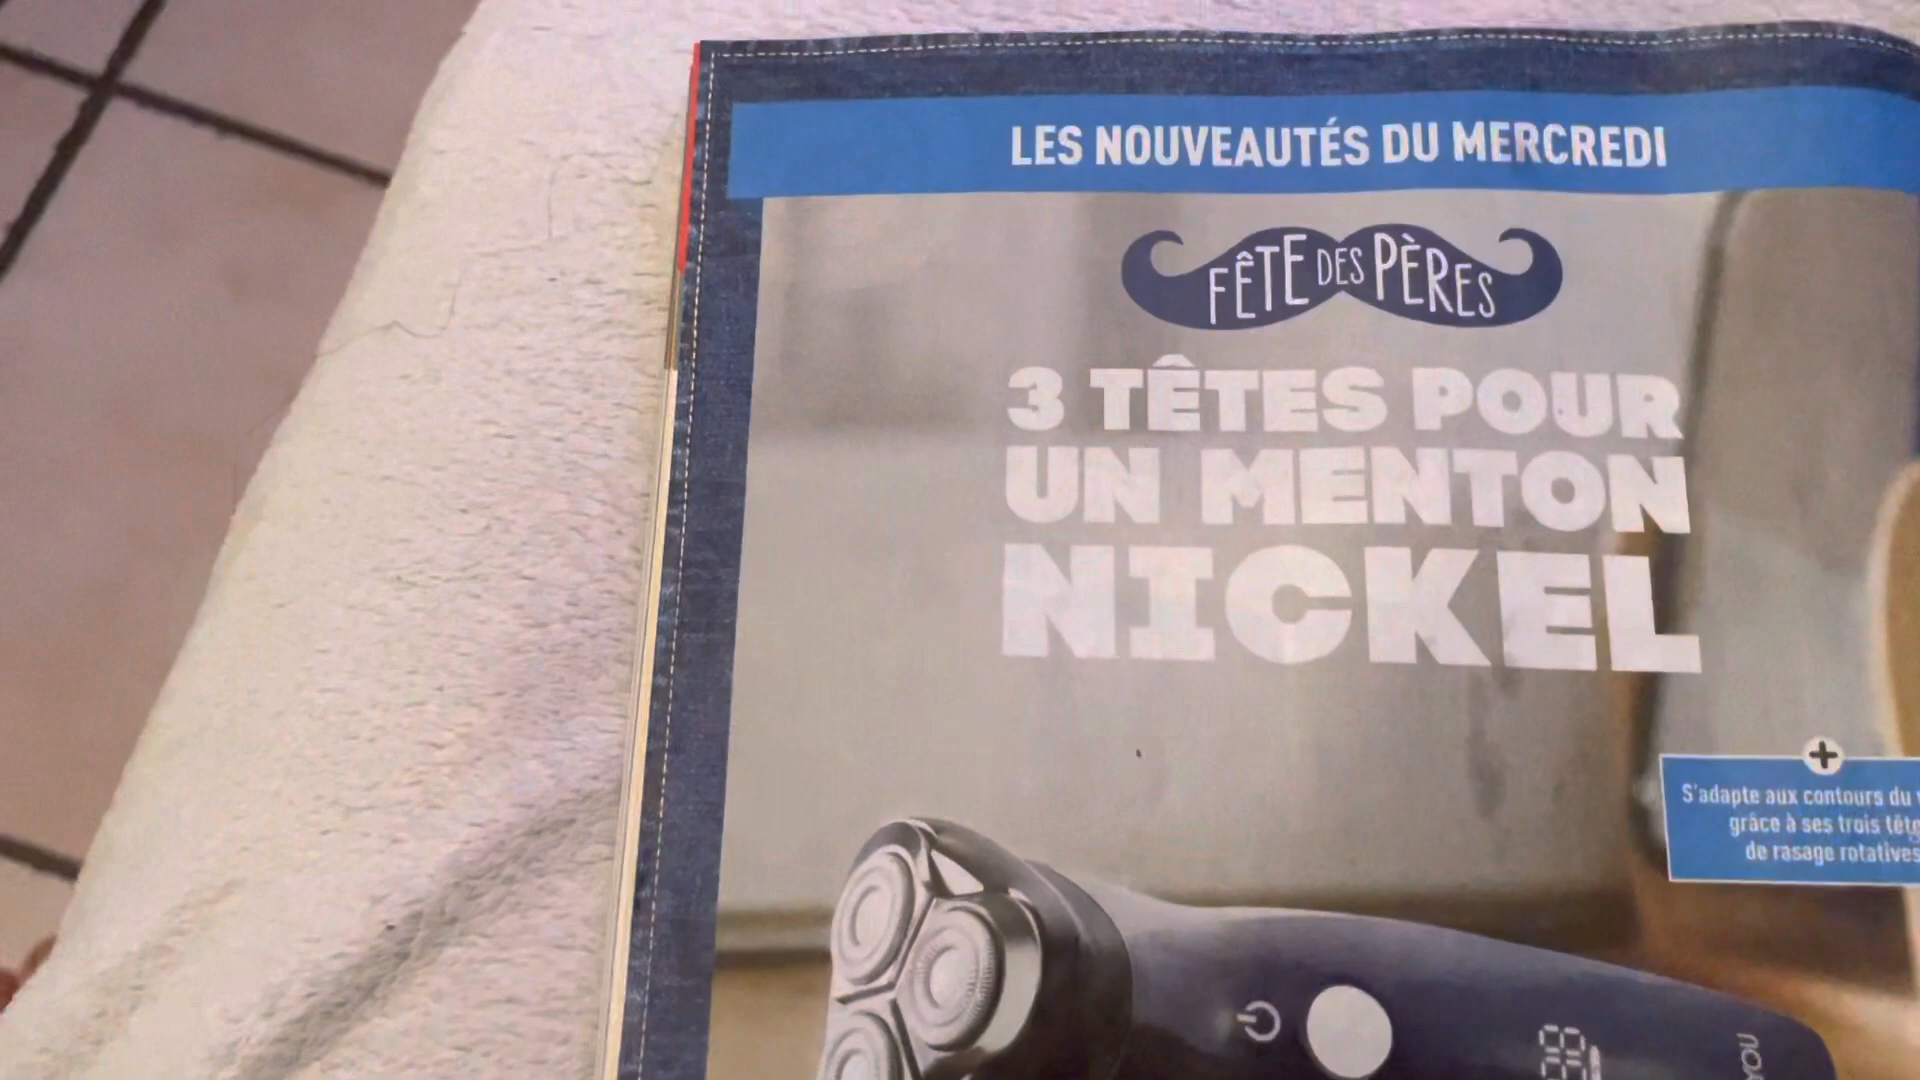 LES NOUVEAUTÉS DU MERCREDI
FÊTE DES PÈRES
3 TÊTES POUR
UN MENTON
NICKEL
S'adapte aux contours du
grâce à ses trois
de rasage rotatives
YOU